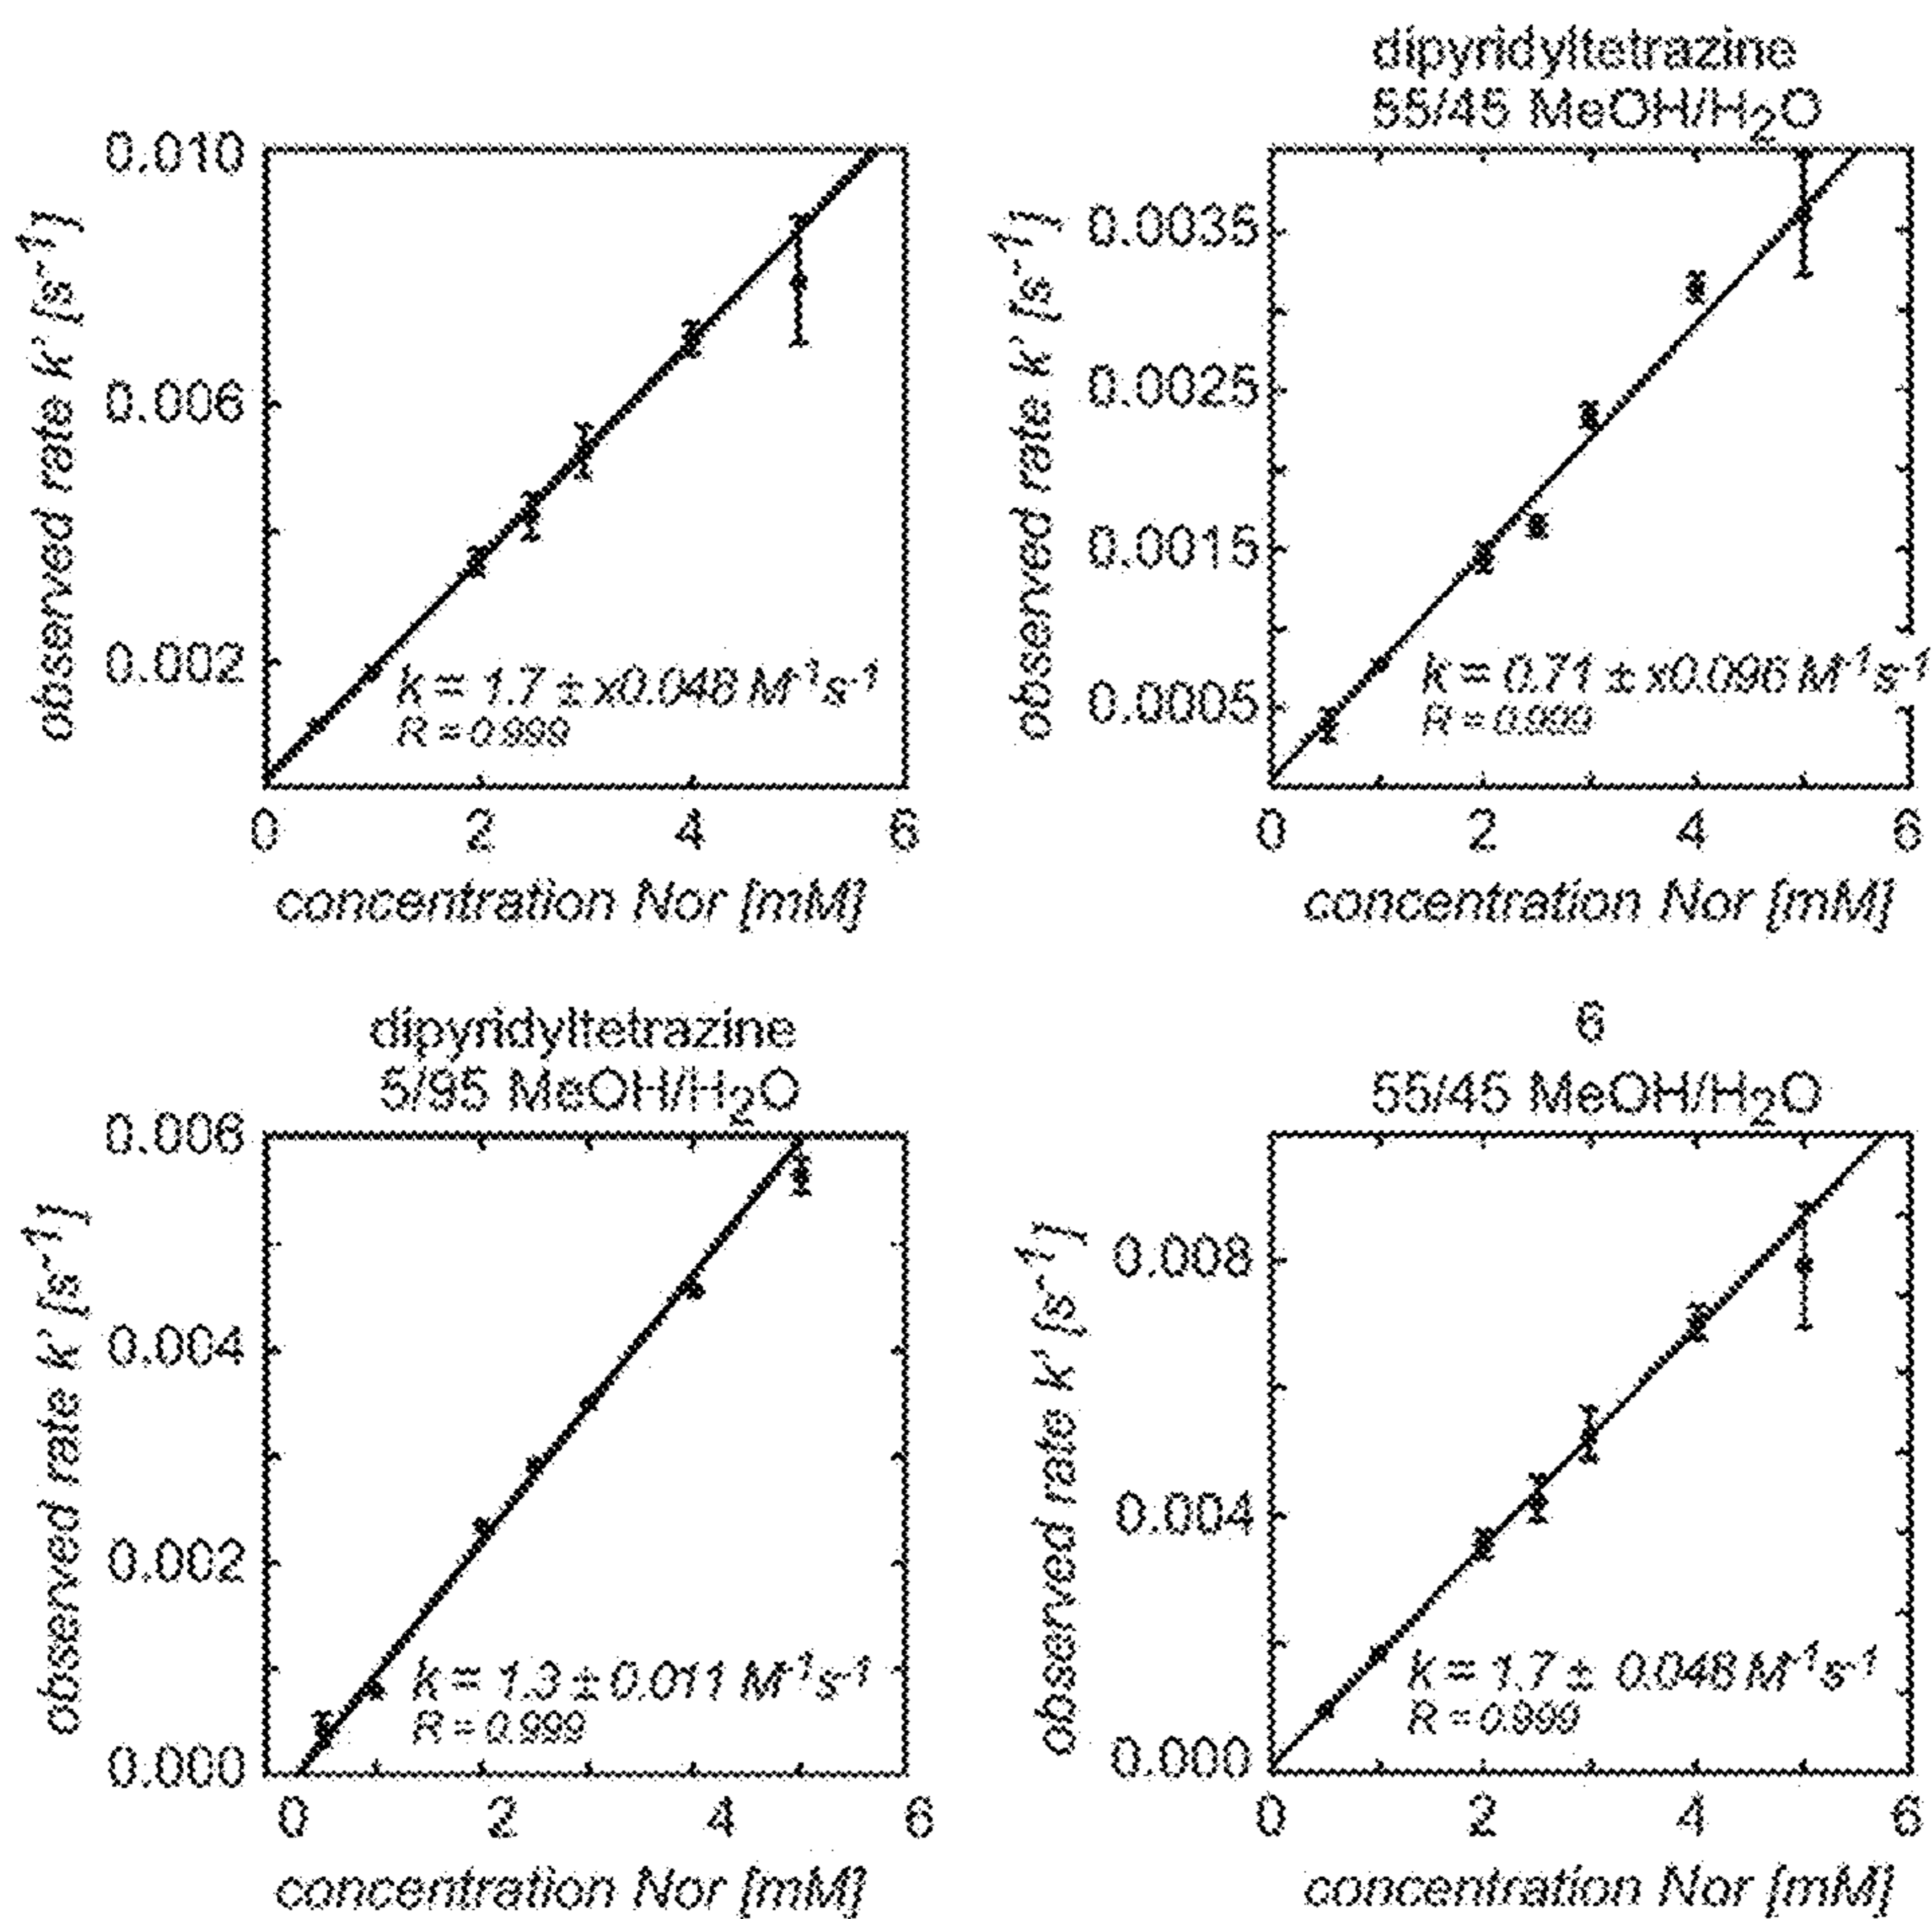 0.010
0.006
0.002
observed rate k' [s⁻¹]
k = 1.7 ± x0.048 M⁻¹s⁻¹
R = 0.999
0 2 4 6
concentration Nor [mM]
dipyridyltetrazine
55/45 MeOH/H₂O
0.0035
0.0025
0.0015
0.0005
observed rate k' [s⁻¹]
k = 0.71 ± x0.096 M⁻¹s⁻¹
R = 0.989
0 2 4 6
concentration Nor [mM]
dipyridyltetrazine
5/95 MeOH/H₂O
0.006
0.004
0.002
0.000
observed rate k' [s⁻¹]
k = 1.3 ± 0.011 M⁻¹s⁻¹
R = 0.999
0 2 4 6
concentration Nor [mM]
6
55/45 MeOH/H₂O
0.008
0.004
0.000
observed rate k' [s⁻¹]
k = 1.7 ± 0.048 M⁻¹s⁻¹
R = 0.999
0 2 4 6
concentration Nor [mM]